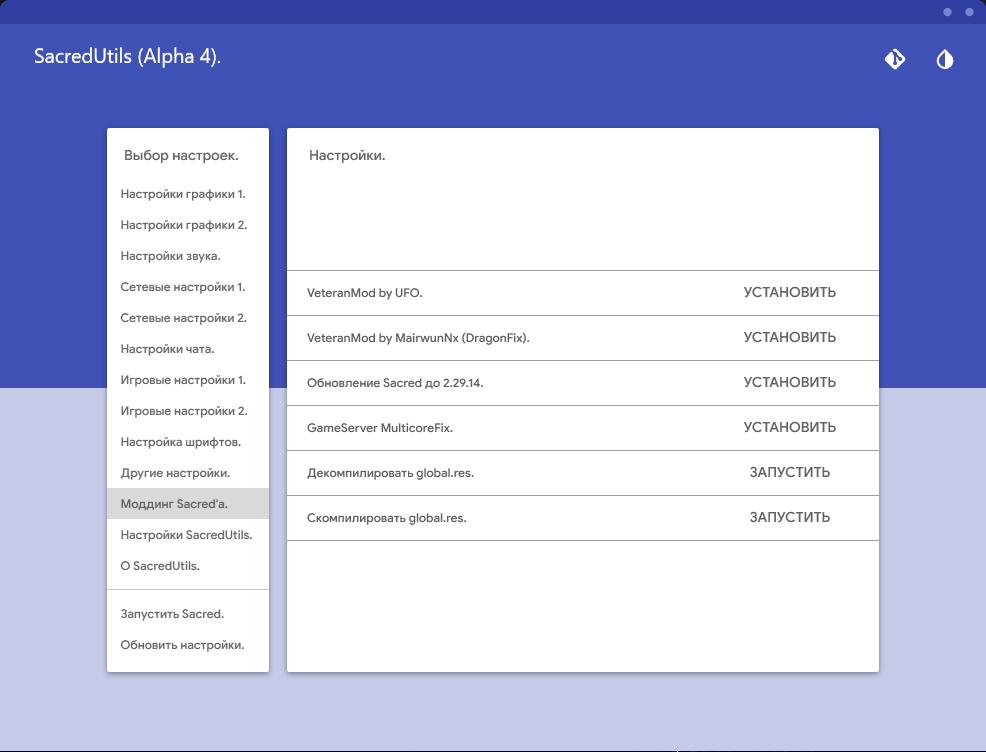 SacredUtils (Alpha 4).
Выбор настроек.
Настройки графики 1.
Настройки графики 2.
Настройки звука.
Сетевые настройки 1.
Сетевые настройки 2.
Настройки чата.
Игровые настройки 1.
Игровые настройки 2.
Настройка шрифтов.
Другие настройки.
Моддинг Sacred'a.
Настройки SacredUtils.
О SacredUtils.
Запустить Sacred.
Обновить настройки.
Настройки.
VeteranMod by UFO. УСТАНОВИТЬ
VeteranMod by MairwunNx (DragonFix). УСТАНОВИТЬ
Обновление Sacred до 2.29.14. УСТАНОВИТЬ
GameServer MulticoreFix. УСТАНОВИТЬ
Декомпилировать global.res. ЗАПУСТИТЬ
Скомпилировать global.res. ЗАПУСТИТЬ